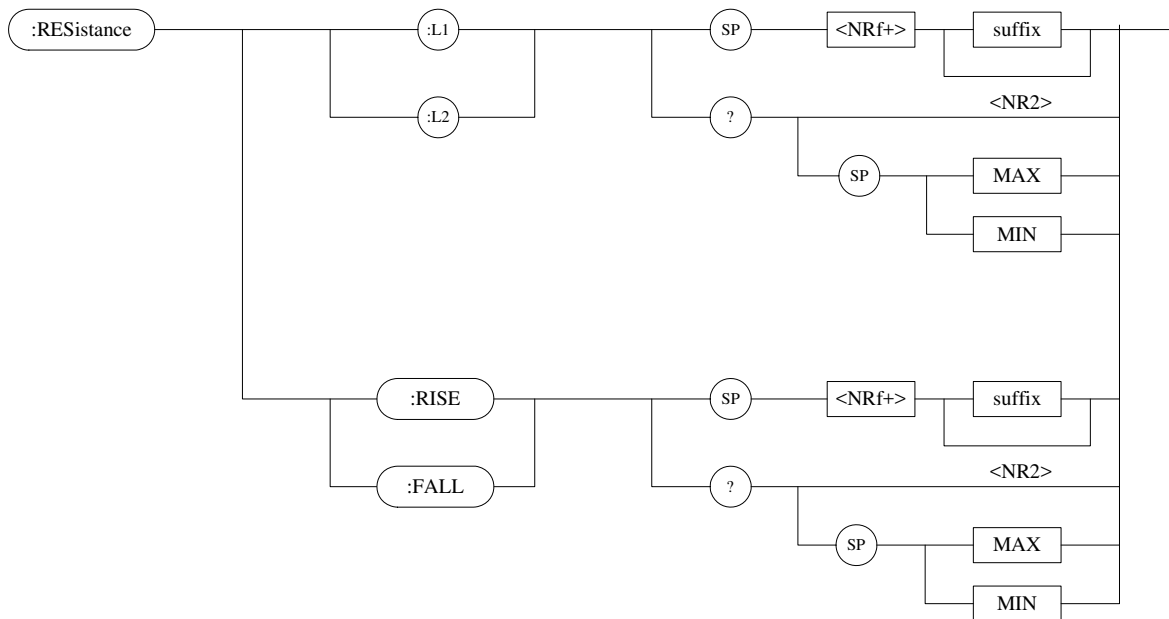 :RESistance :L1 SP <NRf+> suffix
:L2 ? <NR2>
SP MAX
MIN
:RISE SP <NRf+> suffix
:FALL ? <NR2>
SP MAX
MIN